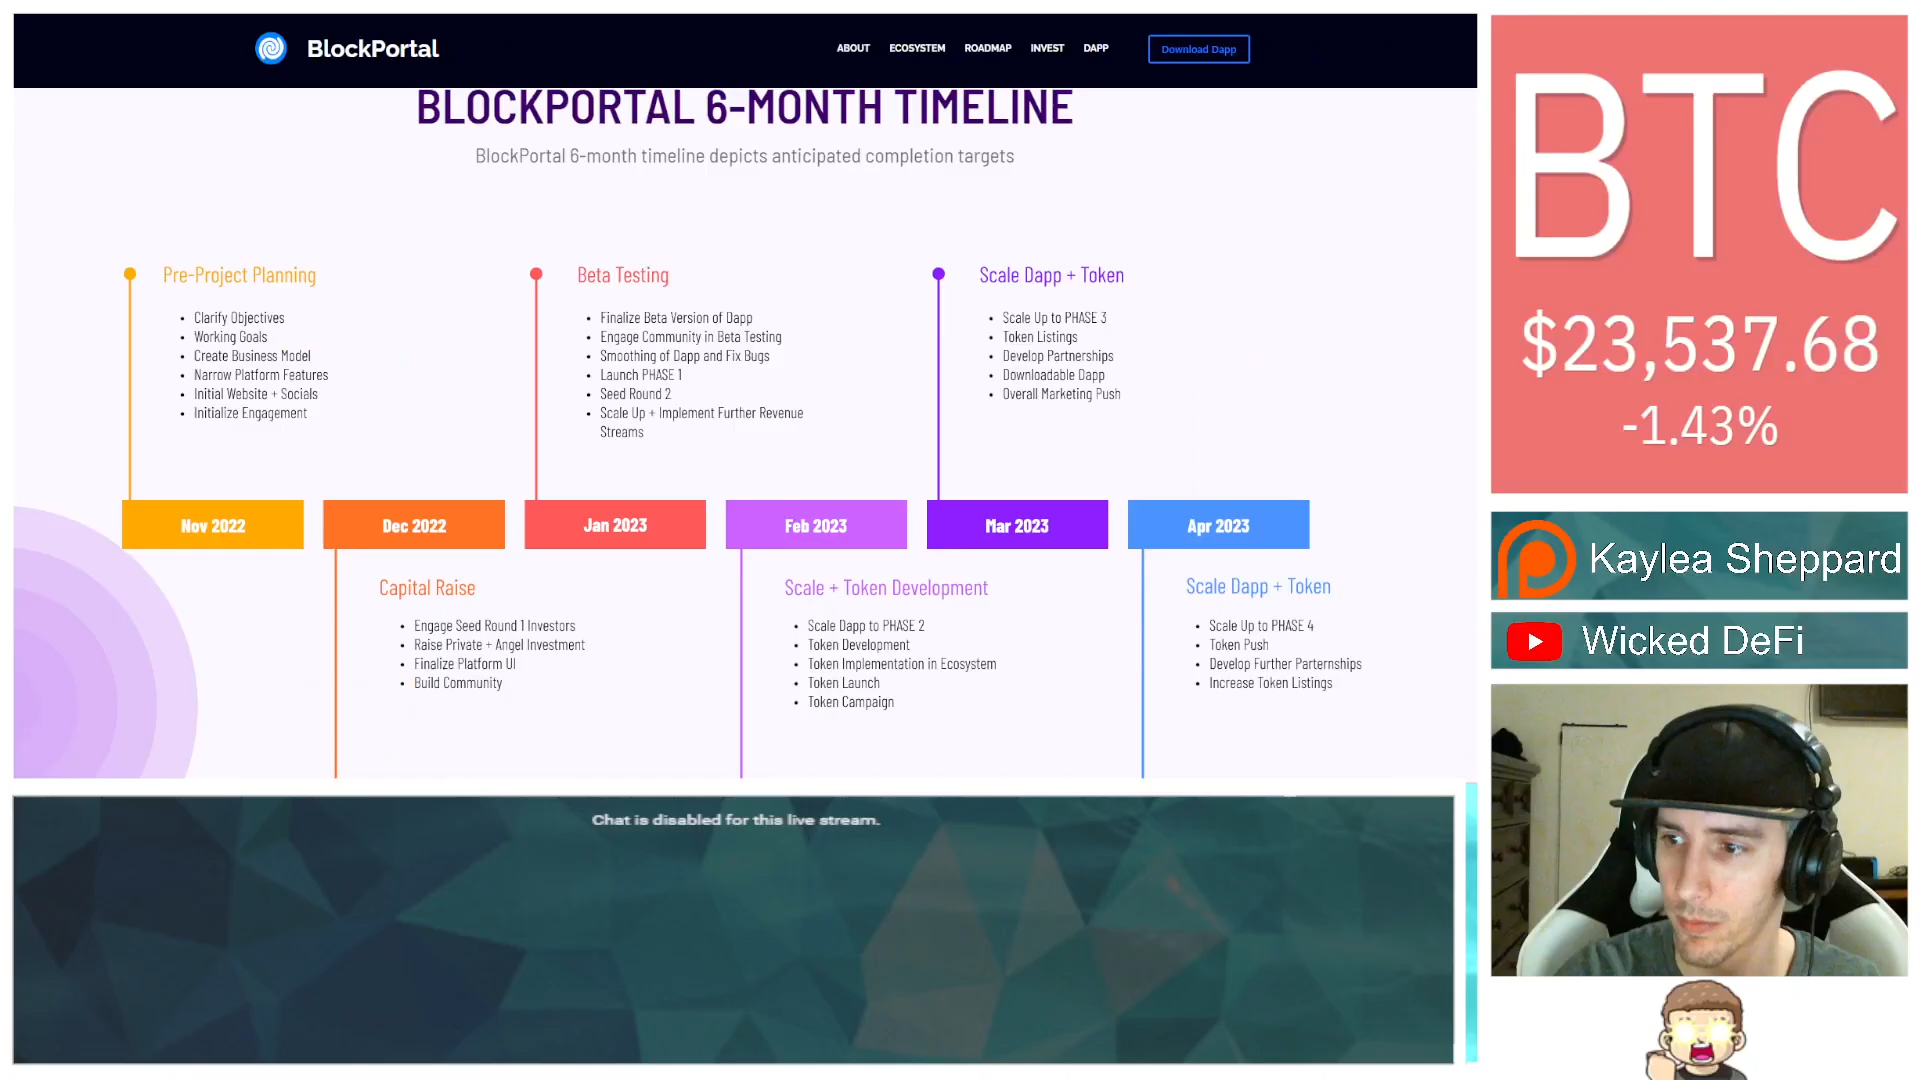 BlockPortal
ABOUT
ECOSYSTEM
ROADMAP
INVEST
DAPP
Download Dapp
BLOCKPORTAL 6-MONTH TIMELINE
BlockPortal 6-month timeline depicts anticipated completion targets
Pre-Project Planning
Clarify Objectives
Working Goals
Create Business Model
Narrow Platform Features
Initial Website + Socials
Initialize Engagement
Beta Testing
Finalize Beta Version of Dapp
Engage Community in Beta Testing
Smoothing of Dapp and Fix Bugs
Launch PHASE 1
Seed Round 2
Scale Up + Implement Further Revenue
Streams
Scale Dapp + Token
Scale Up to PHASE 3
Token Listings
Develop Partnerships
Downloadable Dapp
Overall Marketing Push
Nov 2022
Dec 2022
Jan 2023
Feb 2023
Mar 2023
Apr 2023
Capital Raise
Engage Seed Round 1 Investors
Raise Private + Angel Investment
Finalize Platform UI
Build Community
Scale + Token Development
Scale Dapp to PHASE 2
Token Development
Token Implementation in Ecosystem
Token Launch
Token Campaign
Scale Dapp + Token
Scale Up to PHASE 4
Token Push
Develop Further Parternships
Increase Token Listings
Chat is disabled for this live stream.
BTC
$23,537.68
-1.43%
Kaylea Sheppard
Wicked DeFi